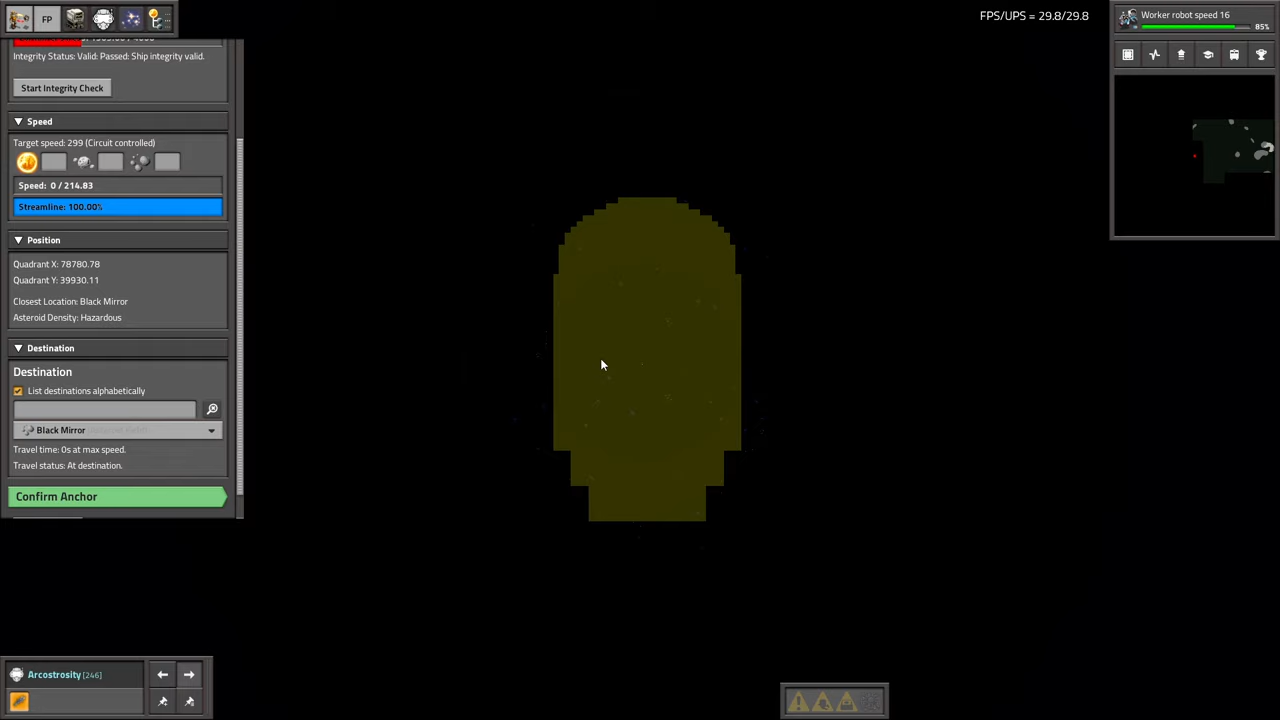 FP
FPS/UPS = 29.8/29.8
Worker robot speed 16
85%
Integrity Status: Valid: Passed: Ship integrity valid.
Start Integrity Check
Speed
Target speed: 299 (Circuit controlled)
Speed: 0 / 214.83
Streamline: 100.00%
Position
Quadrant X: 78780.78
Quadrant Y: 39930.11
Closest Location: Black Mirror
Asteroid Density: Hazardous
Destination
Destination
List destinations alphabetically
Black Mirror
Travel time: 0s at max speed.
Travel status: At destination.
Confirm Anchor
Arcostrosity [246]